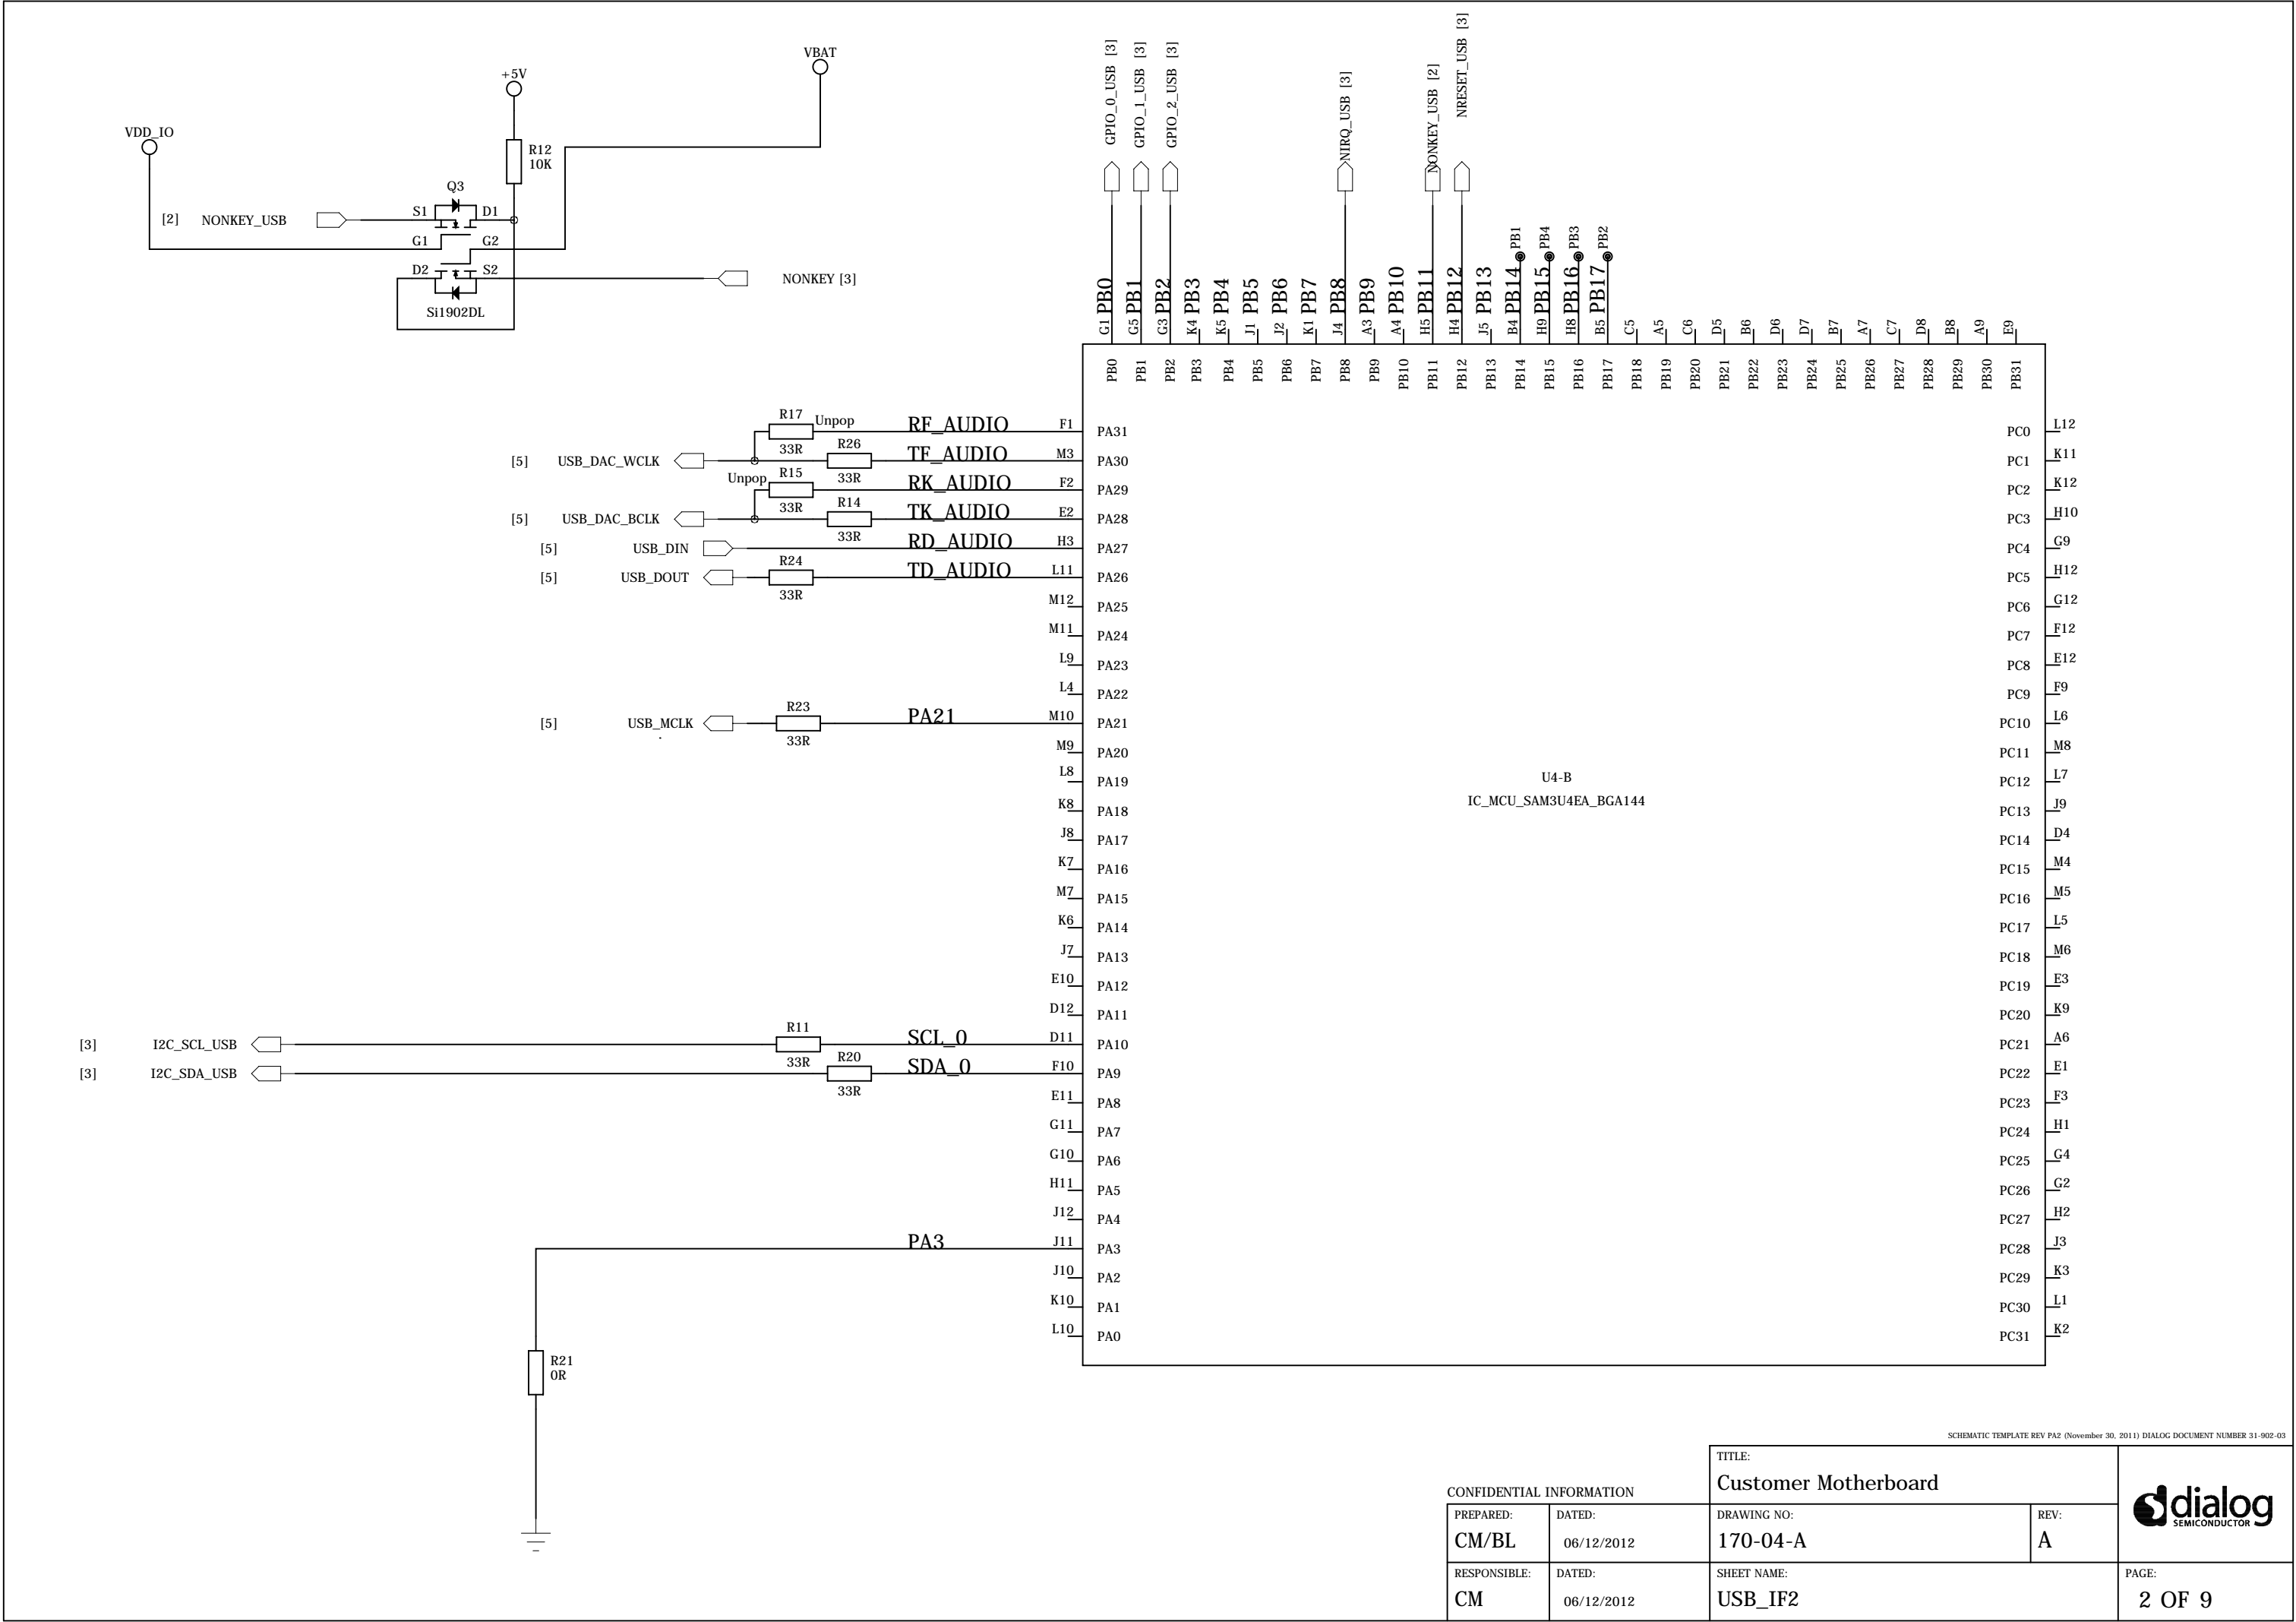 VBAT
+5V
VDD_IO
R12
10K
Q3
S1
D1
[2] NONKEY_USB
G1
G2
D2
S2
NONKEY [3]
Si1902DL
GPIO_0_USB [3]
GPIO_1_USB [3]
GPIO_2_USB [3]
NIRQ_USB [3]
NONKEY_USB [2]
NRESET_USB [3]
PB1
PB4
PB3
PB2
G1 PB0
G5 PB1
G3 PB2
K4 PB3
K5 PB4
J1 PB5
J2 PB6
K1 PB7
J4 PB8
A3 PB9
A4 PB10
H5 PB11
H4 PB12
J5 PB13
B4 PB14
H9 PB15
H8 PB16
B5 PB17
C5
A5
C6
D5
B6
D6
D7
B7
A7
C7
D8
B8
A9
E9
PB0
PB1
PB2
PB3
PB4
PB5
PB6
PB7
PB8
PB9
PB10
PB11
PB12
PB13
PB14
PB15
PB16
PB17
PB18
PB19
PB20
PB21
PB22
PB23
PB24
PB25
PB26
PB27
PB28
PB29
PB30
PB31
R17
Unpop
33R
RF_AUDIO F1 PA31
[5] USB_DAC_WCLK
R26
33R
TF_AUDIO M3 PA30
Unpop
R15
33R
RK_AUDIO F2 PA29
[5] USB_DAC_BCLK
R14
33R
TK_AUDIO E2 PA28
[5] USB_DIN
RD_AUDIO H3 PA27
[5] USB_DOUT
R24
33R
TD_AUDIO L11 PA26
M12 PA25
M11 PA24
L9 PA23
L4 PA22
[5] USB_MCLK
R23
33R
PA21 M10 PA21
M9 PA20
L8 PA19
K8 PA18
J8 PA17
K7 PA16
M7 PA15
K6 PA14
J7 PA13
E10 PA12
D12 PA11
[3] I2C_SCL_USB
R11
33R
SCL_0 D11 PA10
[3] I2C_SDA_USB
R20
33R
SDA_0 F10 PA9
E11 PA8
G11 PA7
G10 PA6
H11 PA5
J12 PA4
PA3 J11 PA3
J10 PA2
K10 PA1
L10 PA0
R21
0R
U4-B
IC_MCU_SAM3U4EA_BGA144
PC0 L12
PC1 K11
PC2 K12
PC3 H10
PC4 G9
PC5 H12
PC6 G12
PC7 F12
PC8 E12
PC9 F9
PC10 L6
PC11 M8
PC12 L7
PC13 J9
PC14 D4
PC15 M4
PC16 M5
PC17 L5
PC18 M6
PC19 E3
PC20 K9
PC21 A6
PC22 E1
PC23 F3
PC24 H1
PC25 G4
PC26 G2
PC27 H2
PC28 J3
PC29 K3
PC30 L1
PC31 K2
SCHEMATIC TEMPLATE REV PA2 (November 30, 2011) DIALOG DOCUMENT NUMBER 31-902-03
CONFIDENTIAL INFORMATION
TITLE:
Customer Motherboard
PREPARED:
CM/BL
DATED:
06/12/2012
DRAWING NO:
170-04-A
REV:
A
dialog
SEMICONDUCTOR
RESPONSIBLE:
CM
DATED:
06/12/2012
SHEET NAME:
USB_IF2
PAGE:
2 OF 9